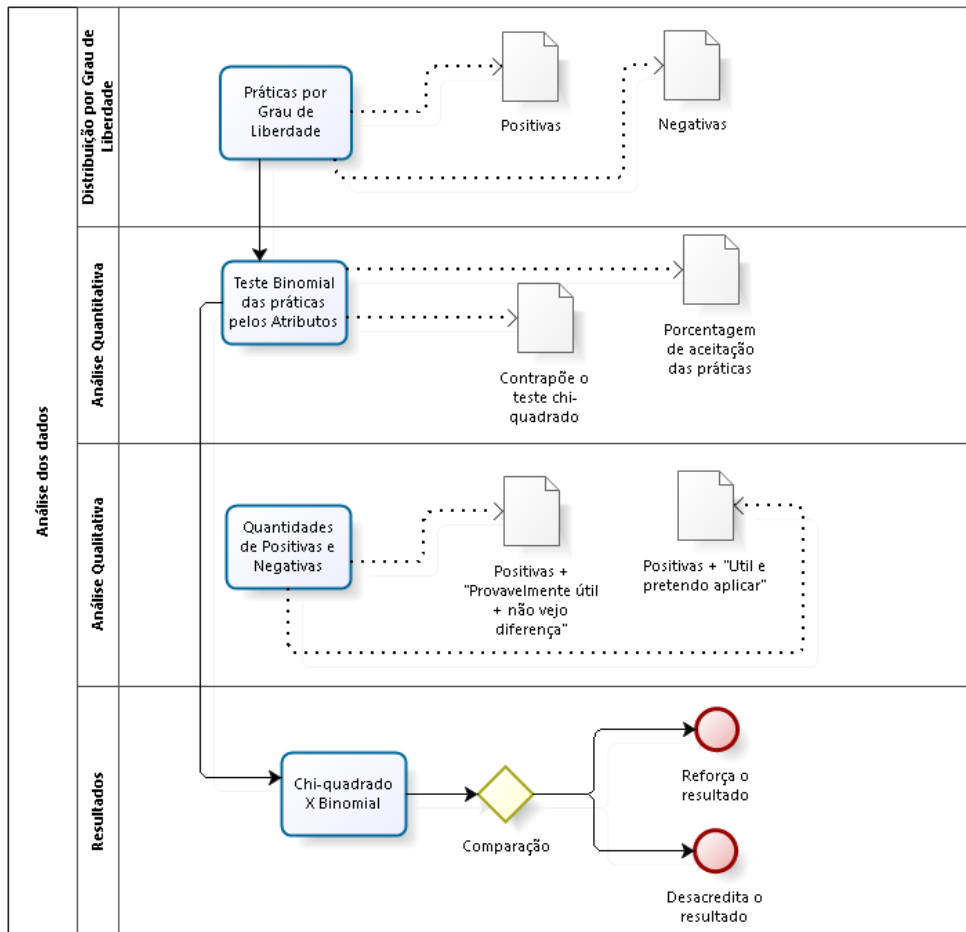 Análise dos dados
Distribuição por Grau de
Liberdade
Práticas por
Grau de
Liberdade
Positivas
Negativas
Análise Quantitativa
Teste Binomial
das práticas
pelos Atributos
Contrapõe o
teste chi-
quadrado
Porcentagem
de aceitação
das práticas
Análise Qualitativa
Quantidades
de Positivas e
Negativas
Positivas +
"Provavelmente útil
+ não vejo
diferença"
Positivas + "Util e
pretendo aplicar"
Resultados
Chi-quadrado
X Binomial
Comparação
Reforça o
resultado
Desacredita o
resultado